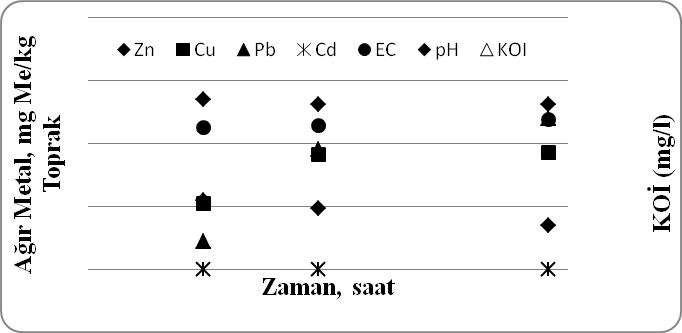 Zn Cu Pb Cd EC pH KOI
Ağır Metal, mg Me/kg
Toprak
KOİ (mg/l)
Zaman, saat